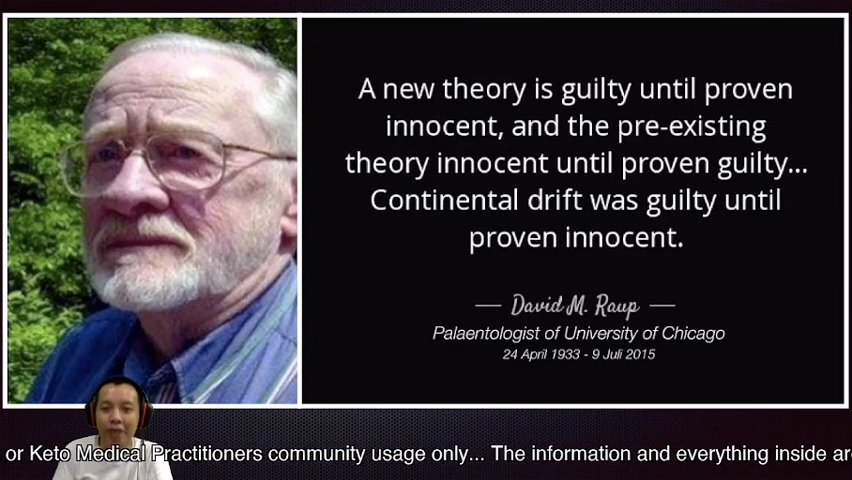 A new theory is guilty until proven
innocent, and the pre-existing
theory innocent until proven guilty...
Continental drift was guilty until
proven innocent.
David M. Raup
Palaentologist of University of Chicago
24 April 1933 - 9 Juli 2015
or Keto Medical Practitioners community usage only... The information and everything inside are